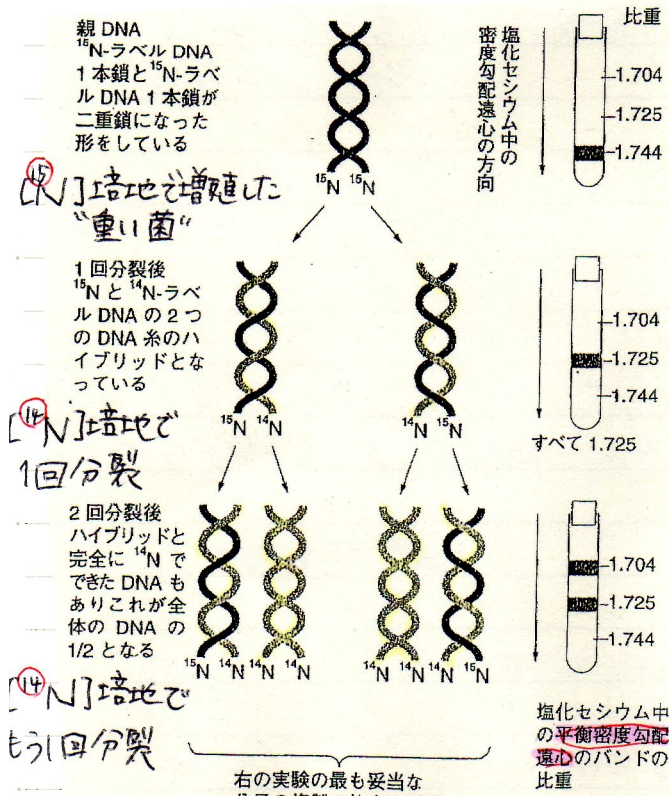 親 DNA
¹⁵N-ラベル DNA
1 本鎖と¹⁵N-ラベ
ル DNA 1 本鎖が
二重鎖になった
形をしている
¹⁵N ¹⁵N
塩化セシウム中の
密度勾配遠心の方向
比重
1.704
1.725
1.744
[¹⁵N]培地で増殖した
"重い菌"
1 回分裂後
¹⁵N と ¹⁴N-ラベ
ル DNA の 2 つ
の DNA 糸のハ
イブリッドとな
っている
¹⁵N ¹⁴N
¹⁴N ¹⁵N
1.704
1.725
1.744
すべて 1.725
[¹⁴N]培地で
1回分裂
2 回分裂後
ハイブリッドと
完全に ¹⁴N で
できた DNA も
ありこれが全
体の DNA の
1/2 となる
¹⁵N ¹⁴N ¹⁴N ¹⁴N
¹⁴N ¹⁴N ¹⁴N ¹⁵N
1.704
1.725
1.744
[¹⁴N]培地で
もう1回分裂
塩化セシウム中
の平衡密度勾配
遠心のバンドの
比重
右の実験の最も妥当な